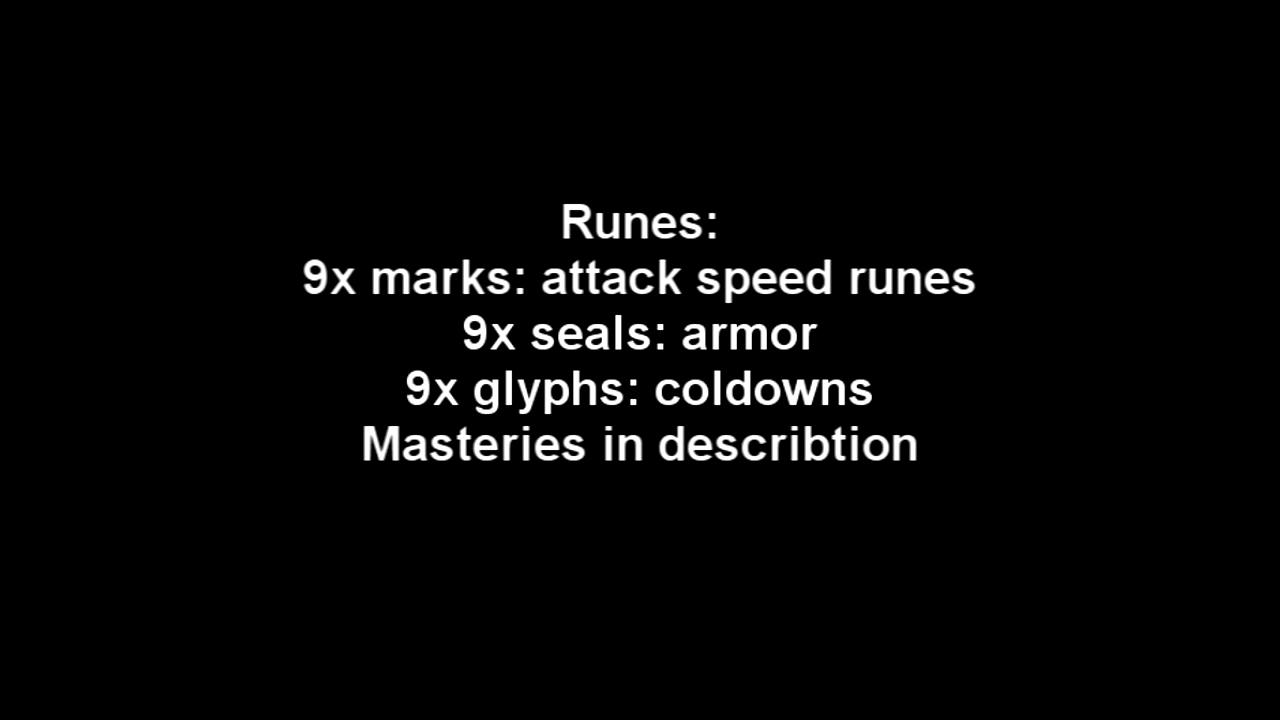 Runes:
9x marks: attack speed runes
9x seals: armor
9x glyphs: coldowns
Masteries in describtion